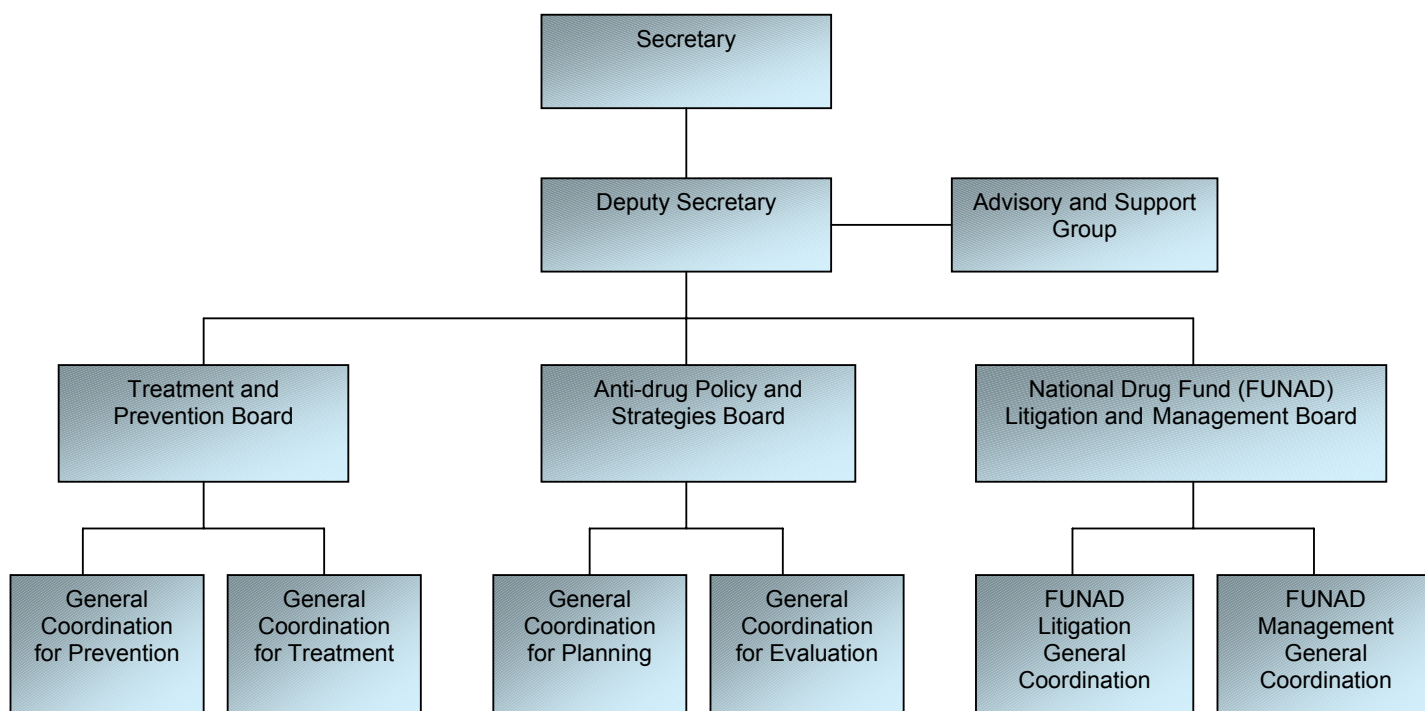 Secretary
Deputy Secretary
Advisory and Support
Group
Treatment and
Prevention Board
Anti-drug Policy and
Strategies Board
National Drug Fund (FUNAD)
Litigation and Management Board
General
Coordination
for Prevention
General
Coordination
for Treatment
General
Coordination
for Planning
General
Coordination
for Evaluation
FUNAD
Litigation
General
Coordination
FUNAD
Management
General
Coordination